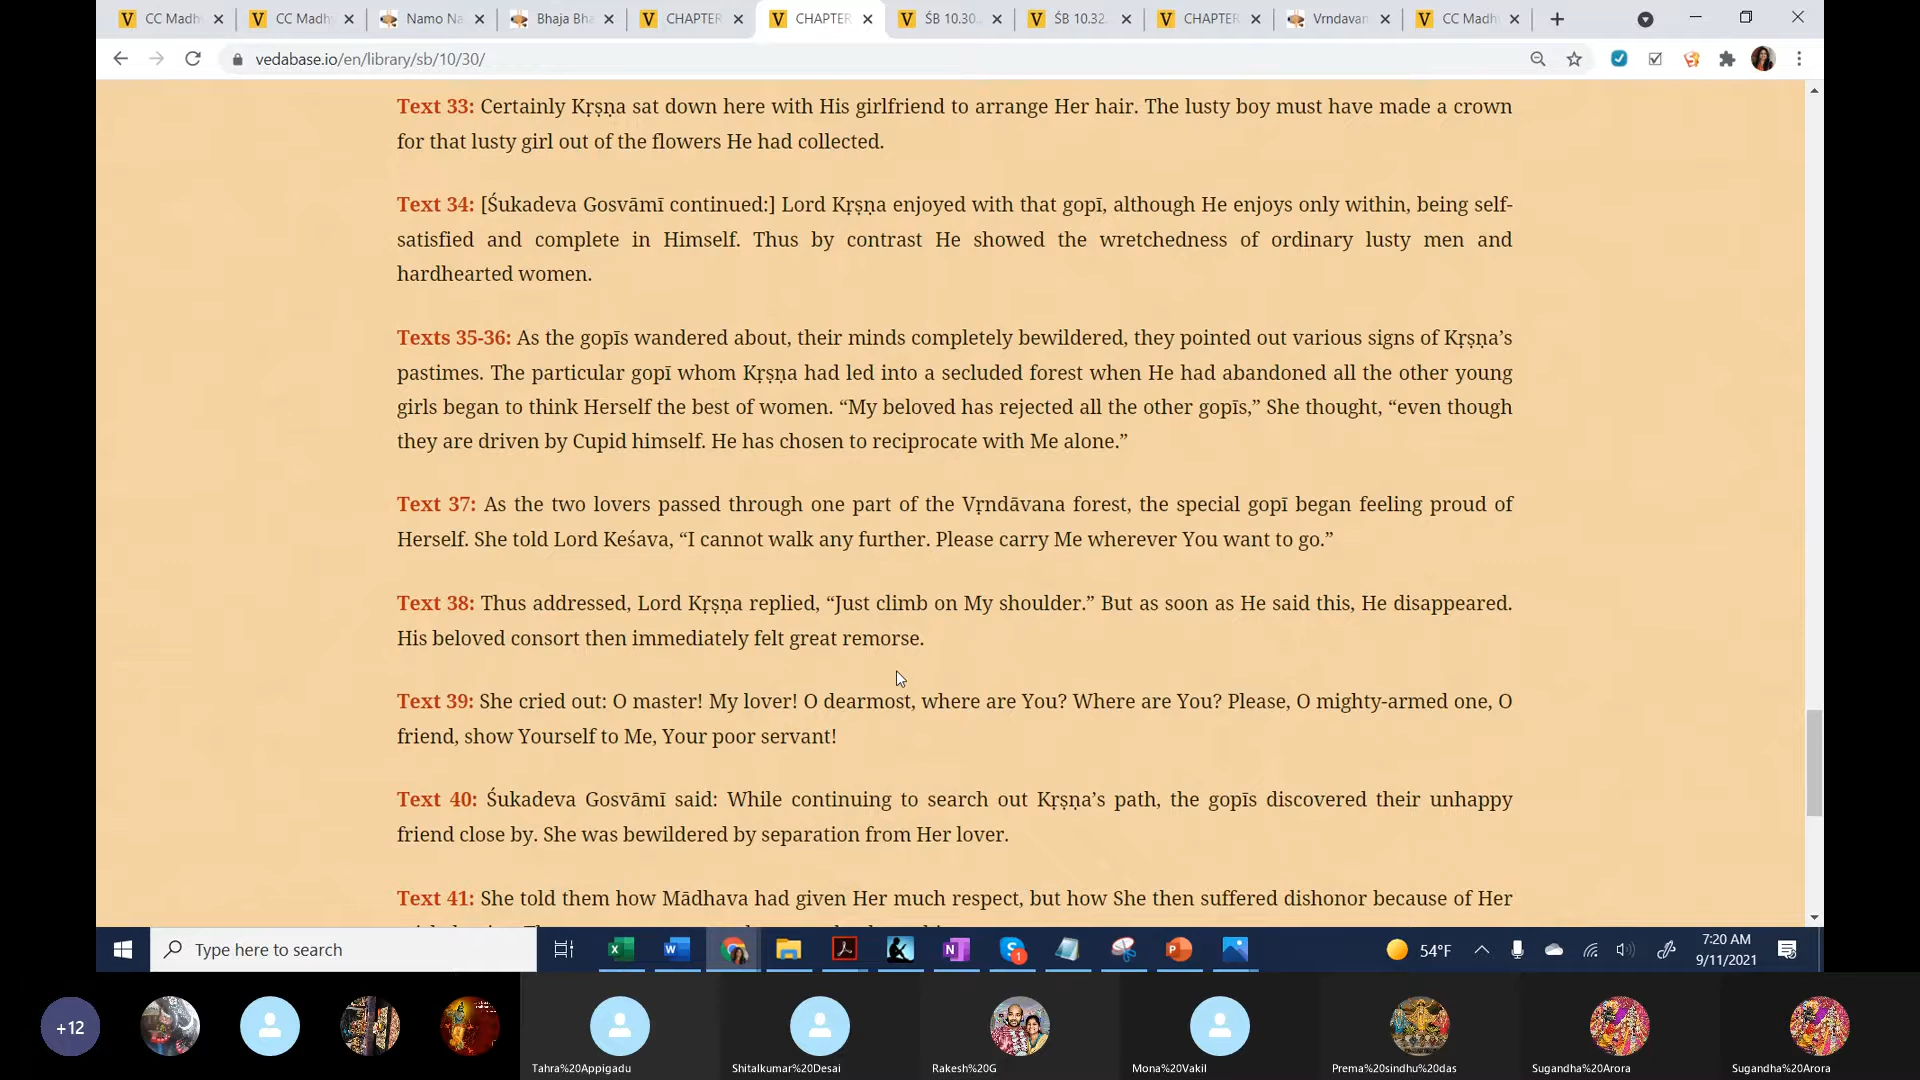 CC Madhy
CC Madhy
Namo Na
Bhaja Bha
CHAPTER
CHAPTER
ŚB 10.30.
ŚB 10.32.
CHAPTER
Vrndavan
CC Madhy
vedabase.io/en/library/sb/10/30/
Text 33: Certainly Kṛṣṇa sat down here with His girlfriend to arrange Her hair. The lusty boy must have made a crown
for that lusty girl out of the flowers He had collected.
Text 34: [Śukadeva Gosvāmī continued:] Lord Kṛṣṇa enjoyed with that gopī, although He enjoys only within, being self-
satisfied and complete in Himself. Thus by contrast He showed the wretchedness of ordinary lusty men and
hardhearted women.
Texts 35-36: As the gopīs wandered about, their minds completely bewildered, they pointed out various signs of Kṛṣṇa’s
pastimes. The particular gopī whom Kṛṣṇa had led into a secluded forest when He had abandoned all the other young
girls began to think Herself the best of women. “My beloved has rejected all the other gopīs,” She thought, “even though
they are driven by Cupid himself. He has chosen to reciprocate with Me alone.”
Text 37: As the two lovers passed through one part of the Vṛndāvana forest, the special gopī began feeling proud of
Herself. She told Lord Keśava, “I cannot walk any further. Please carry Me wherever You want to go.”
Text 38: Thus addressed, Lord Kṛṣṇa replied, “Just climb on My shoulder.” But as soon as He said this, He disappeared.
His beloved consort then immediately felt great remorse.
Text 39: She cried out: O master! My lover! O dearmost, where are You? Where are You? Please, O mighty-armed one, O
friend, show Yourself to Me, Your poor servant!
Text 40: Śukadeva Gosvāmī said: While continuing to search out Kṛṣṇa’s path, the gopīs discovered their unhappy
friend close by. She was bewildered by separation from Her lover.
Text 41: She told them how Mādhava had given Her much respect, but how She then suffered dishonor because of Her
Type here to search
54°F
7:20 AM
9/11/2021
+12
Tahra%20Appigadu
Shitalkumar%20Desai
Rakesh%20G
Mona%20Vakil
Prema%20sindhu%20das
Sugandha%20Arora
Sugandha%20Arora